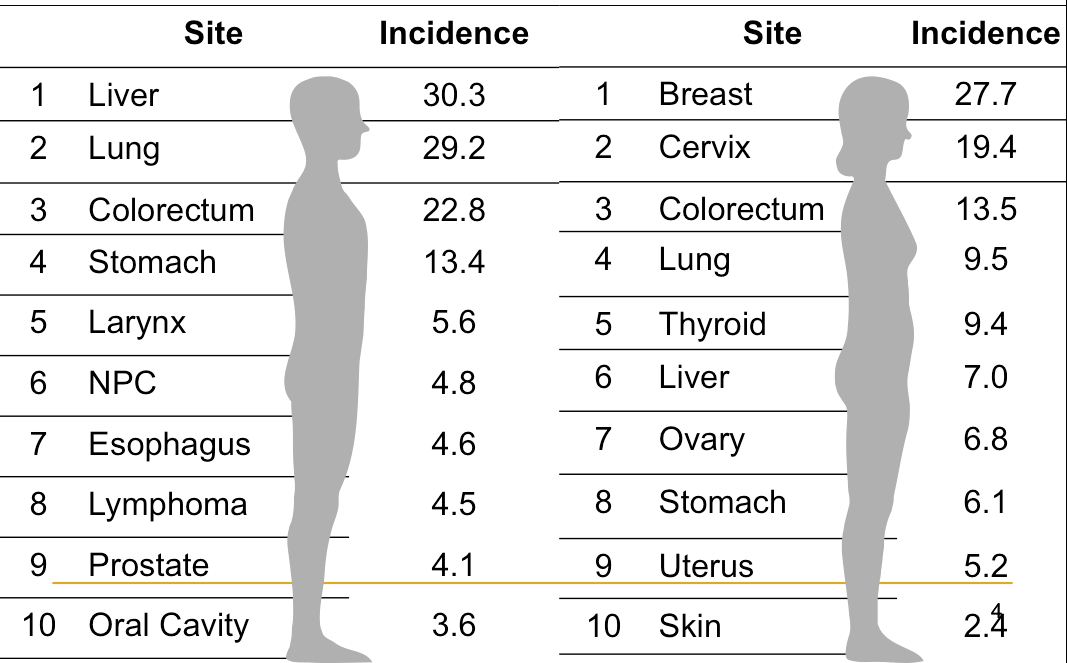 Site Incidence Site Incidence
1 Liver 30.3 1 Breast 27.7
2 Lung 29.2 2 Cervix 19.4
3 Colorectum 22.8 3 Colorectum 13.5
4 Stomach 13.4 4 Lung 9.5
5 Larynx 5.6 5 Thyroid 9.4
6 NPC 4.8 6 Liver 7.0
7 Esophagus 4.6 7 Ovary 6.8
8 Lymphoma 4.5 8 Stomach 6.1
9 Prostate 4.1 9 Uterus 5.2
4
10 Oral Cavity 3.6 10 Skin 2.4